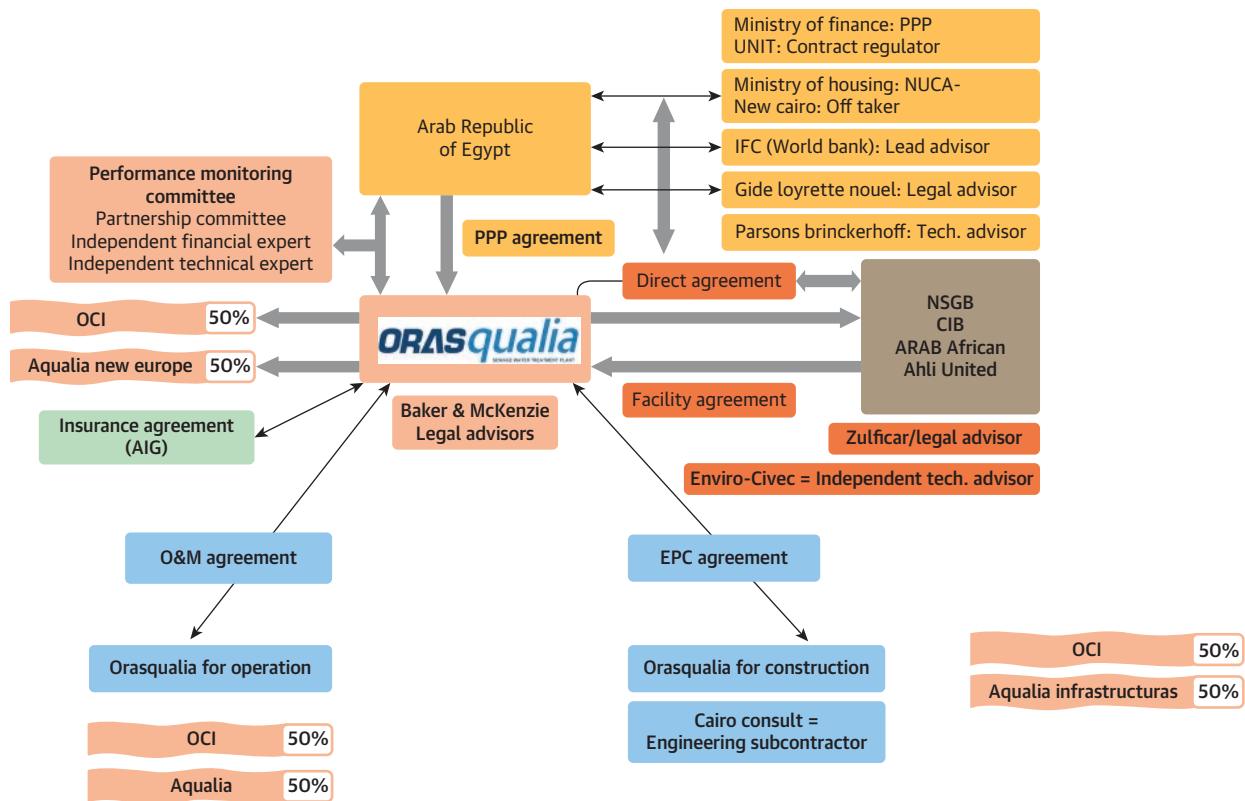 Ministry of finance: PPP
UNIT: Contract regulator
Ministry of housing: NUCA-
New cairo: Off taker
Arab Republic
of Egypt
IFC (World bank): Lead advisor
Performance monitoring
committee
Partnership committee
Independent financial expert
Independent technical expert
Gide loyrette nouel: Legal advisor
PPP agreement
Parsons brinckerhoff: Tech. advisor
Direct agreement
OCI 50%
ORASqualia
SEWAGE WATER TREATMENT PLANT
NSGB
CIB
ARAB African
Ahli United
Aqualia new europe 50%
Facility agreement
Baker & McKenzie
Legal advisors
Insurance agreement
(AIG)
Zulficar/legal advisor
Enviro-Civec = Independent tech. advisor
O&M agreement
EPC agreement
Orasqualia for operation
Orasqualia for construction
OCI 50%
Aqualia infrastructuras 50%
Cairo consult =
Engineering subcontractor
OCI 50%
Aqualia 50%